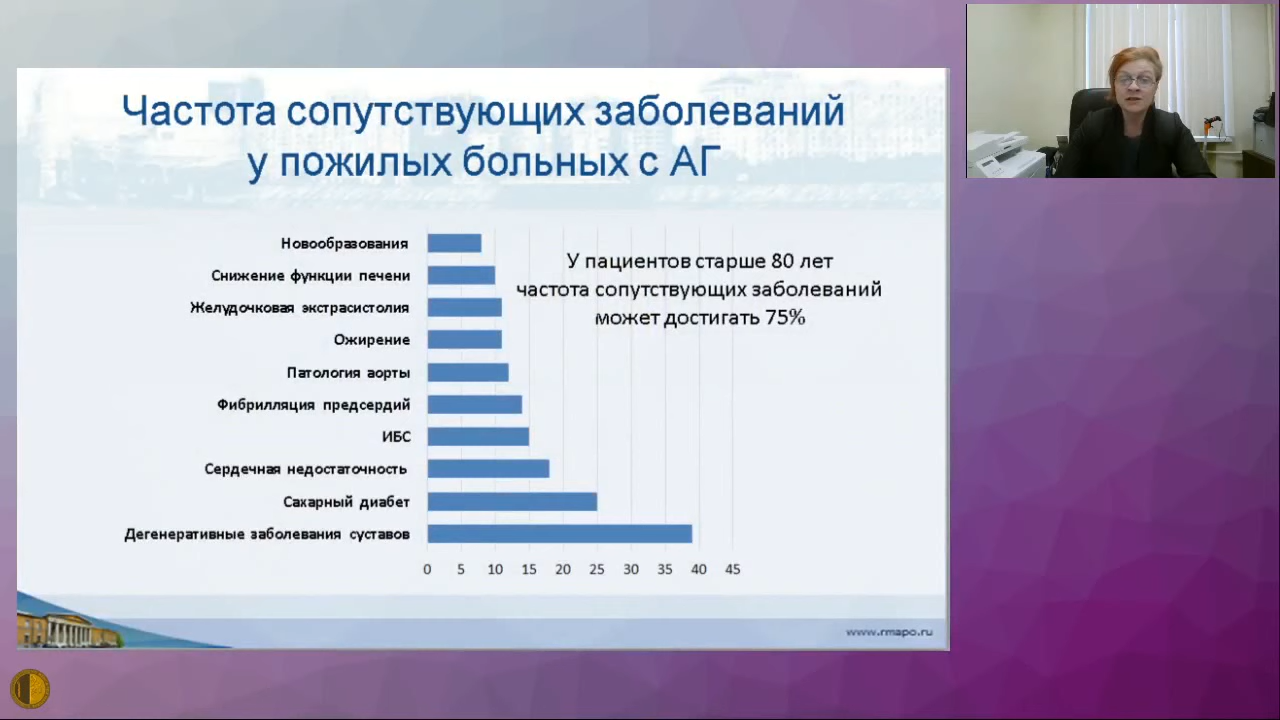 Частота сопутствующих заболеваний
у пожилых больных с АГ
У пациентов старше 80 лет
частота сопутствующих заболеваний
может достигать 75%
Новообразования
Снижение функции печени
Желудочковая экстрасистолия
Ожирение
Патология аорты
Фибрилляция предсердий
ИБС
Сердечная недостаточность
Сахарный диабет
Дегенеративные заболевания суставов
0 5 10 15 20 25 30 35 40 45
www.rmapo.ru